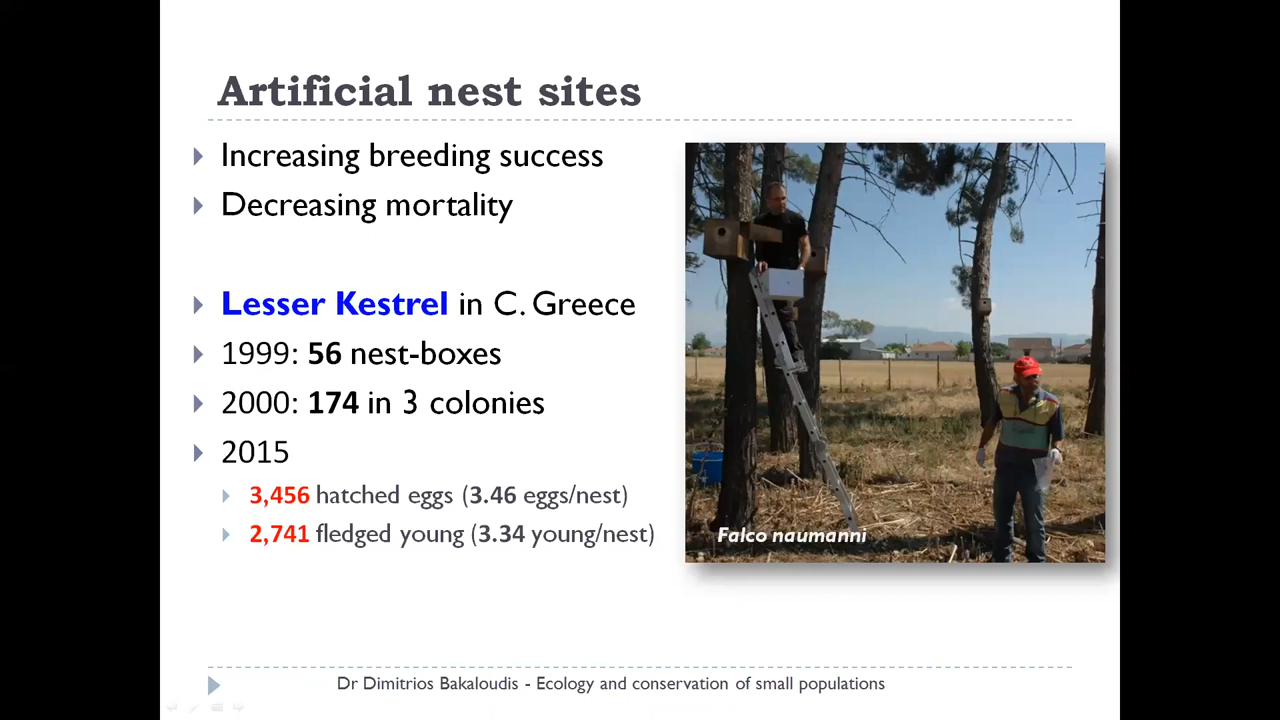 Artificial nest sites
Increasing breeding success
Decreasing mortality
Lesser Kestrel in C. Greece
1999: 56 nest-boxes
2000: 174 in 3 colonies
2015
3,456 hatched eggs (3.46 eggs/nest)
2,741 fledged young (3.34 young/nest)
Falco naumanni
Dr Dimitrios Bakaloudis - Ecology and conservation of small populations